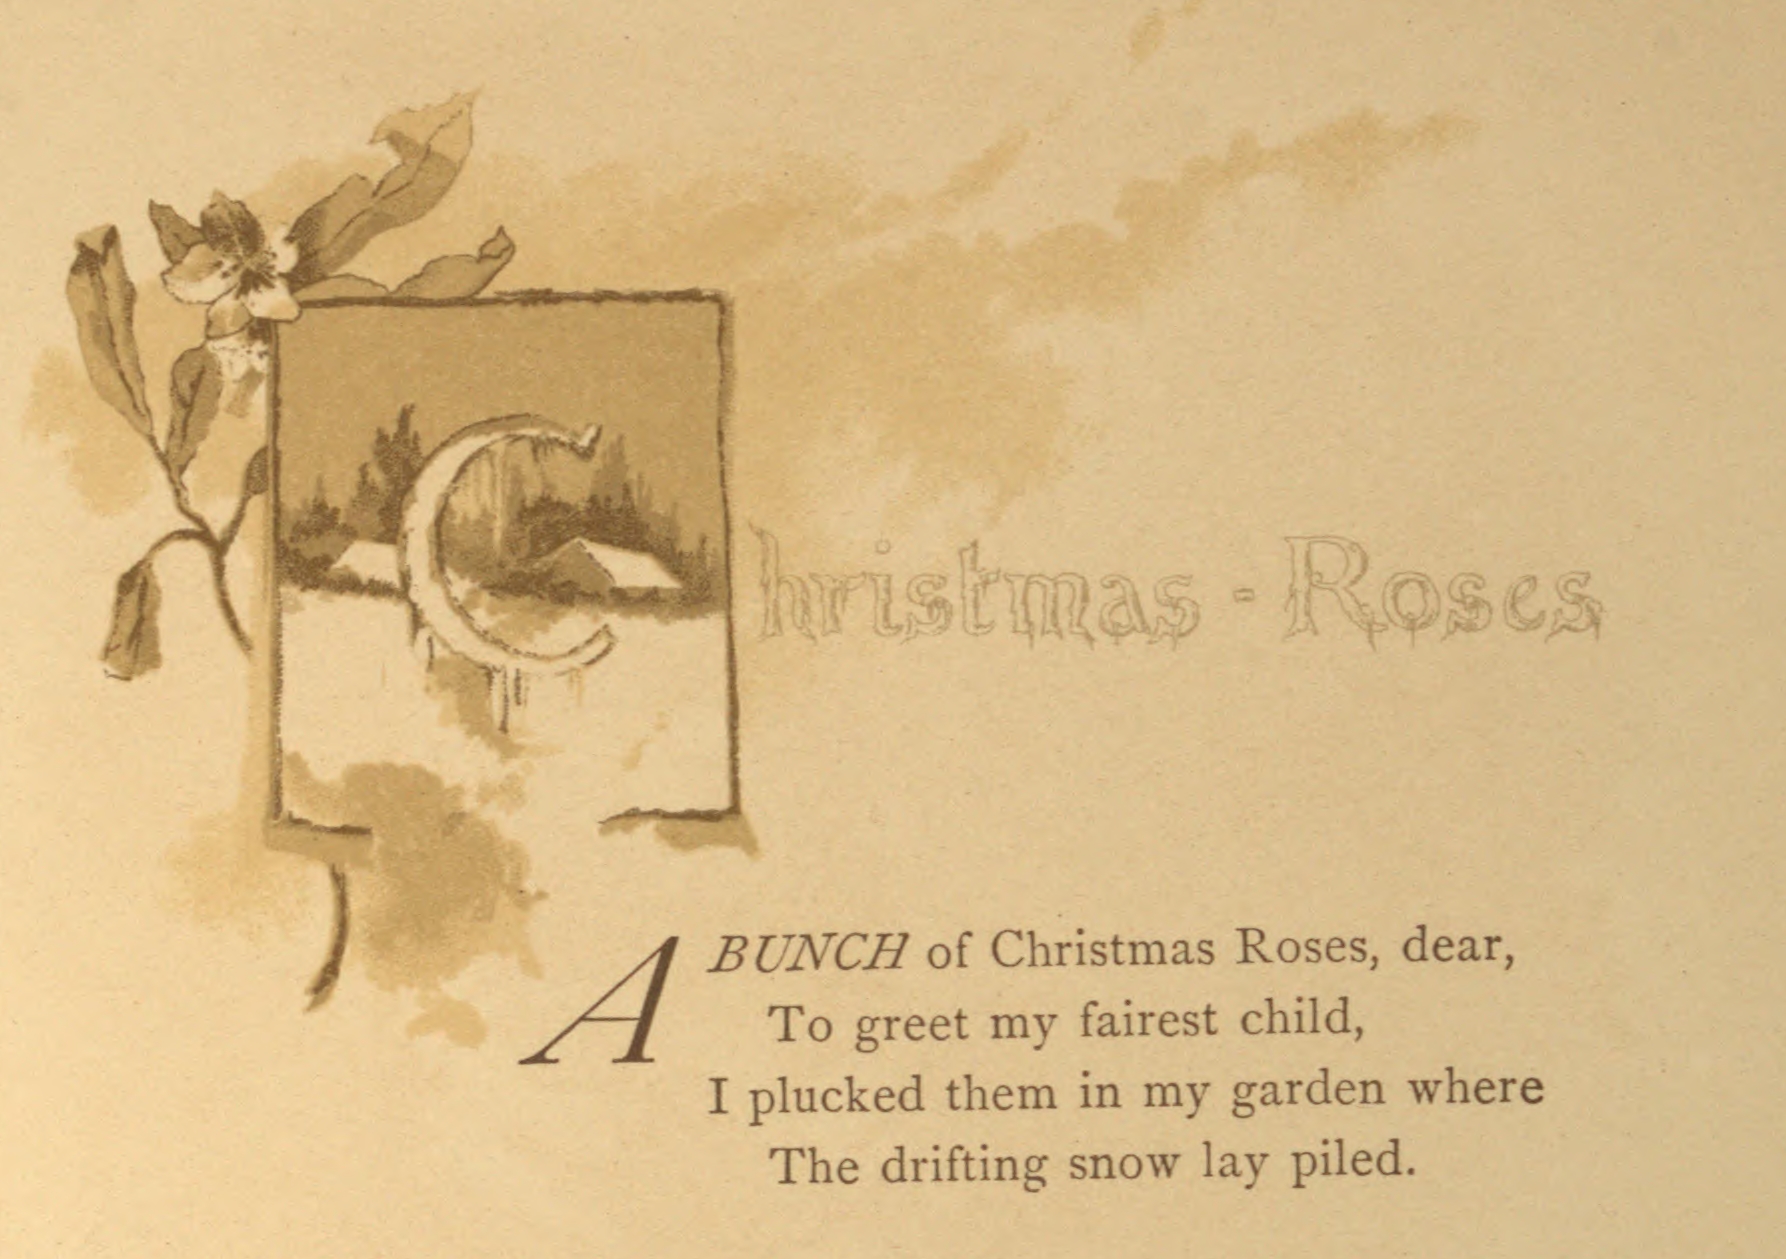 Christmas - Roses
A BUNCH of Christmas Roses, dear,
To greet my fairest child,
I plucked them in my garden where
The drifting snow lay piled.